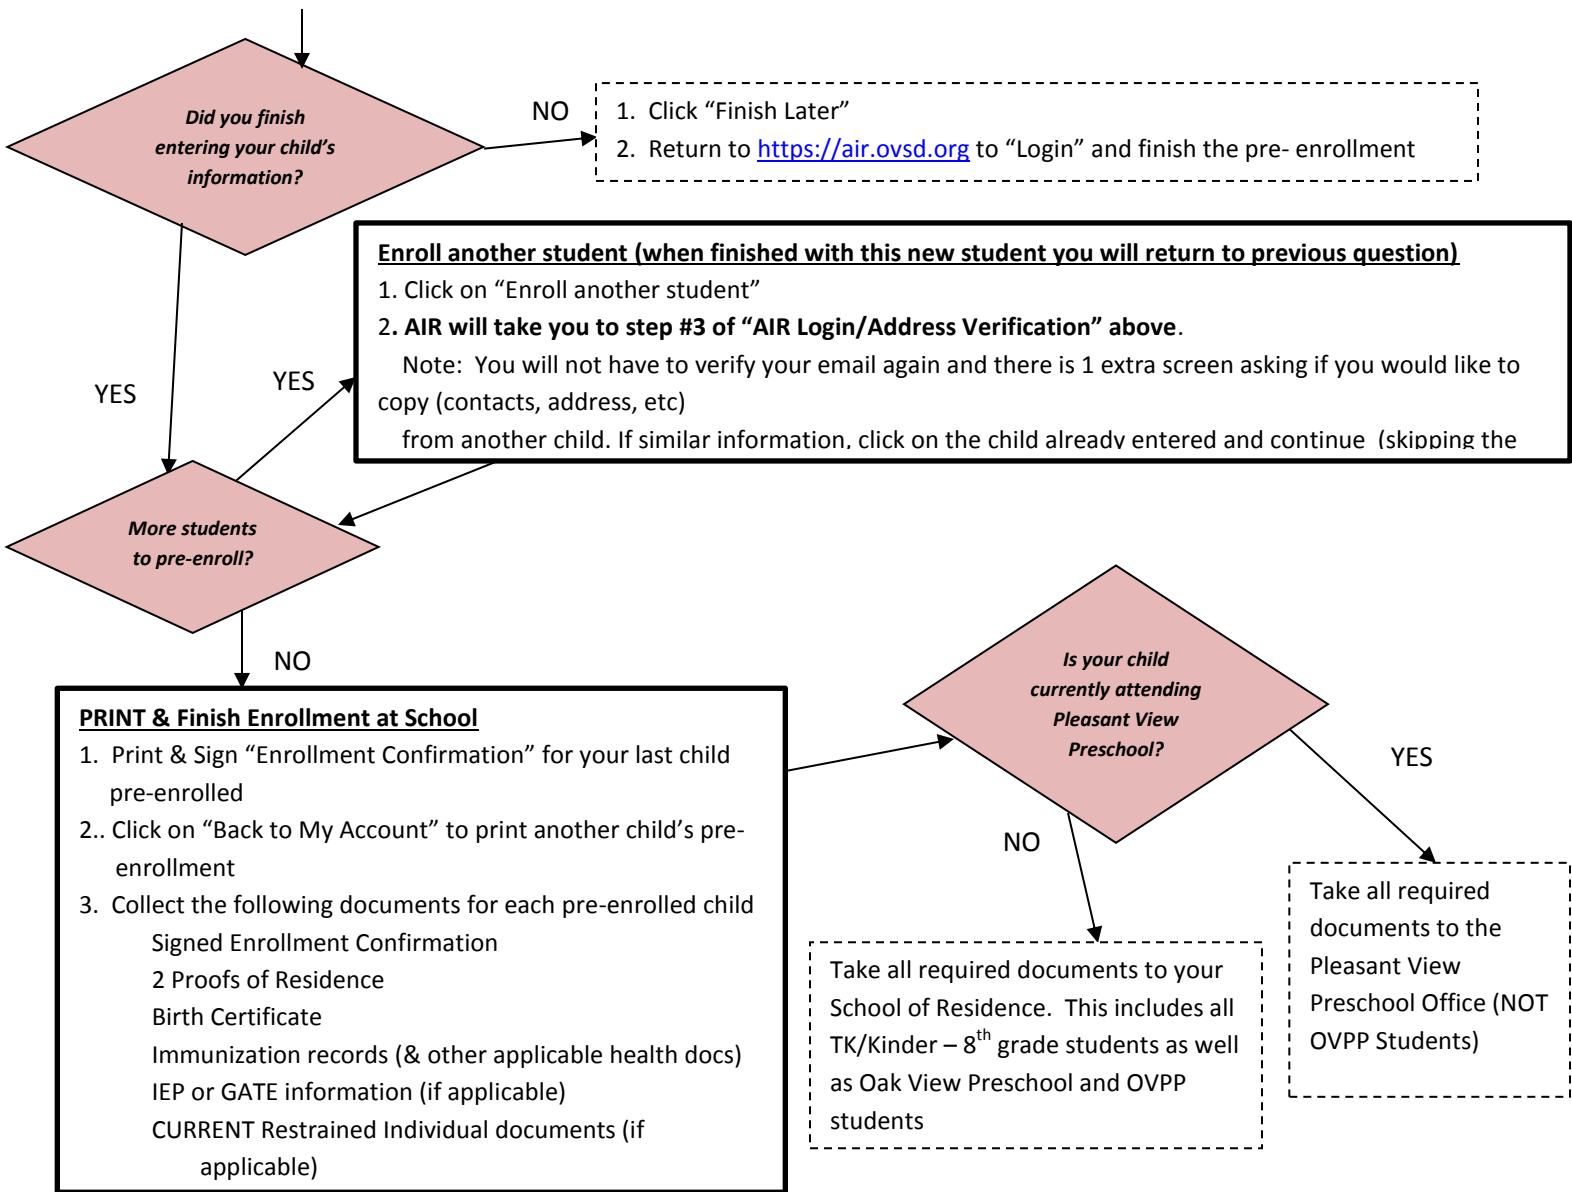 Did you finish
entering your child's
information?
NO
1. Click “Finish Later”
2. Return to https://air.ovsd.org to “Login” and finish the pre- enrollment
YES
Enroll another student (when finished with this new student you will return to previous question)
1. Click on “Enroll another student”
2. AIR will take you to step #3 of “AIR Login/Address Verification” above.
Note: You will not have to verify your email again and there is 1 extra screen asking if you would like to
copy (contacts, address, etc)
from another child. If similar information, click on the child already entered and continue (skipping the
YES
More students
to pre-enroll?
NO
PRINT & Finish Enrollment at School
1. Print & Sign “Enrollment Confirmation” for your last child
pre-enrolled
2.. Click on “Back to My Account” to print another child’s pre-
enrollment
3. Collect the following documents for each pre-enrolled child
Signed Enrollment Confirmation
2 Proofs of Residence
Birth Certificate
Immunization records (& other applicable health docs)
IEP or GATE information (if applicable)
CURRENT Restrained Individual documents (if
applicable)
Is your child
currently attending
Pleasant View
Preschool?
NO
Take all required documents to your
School of Residence. This includes all
TK/Kinder – 8th grade students as well
as Oak View Preschool and OVPP
students
YES
Take all required
documents to the
Pleasant View
Preschool Office (NOT
OVPP Students)